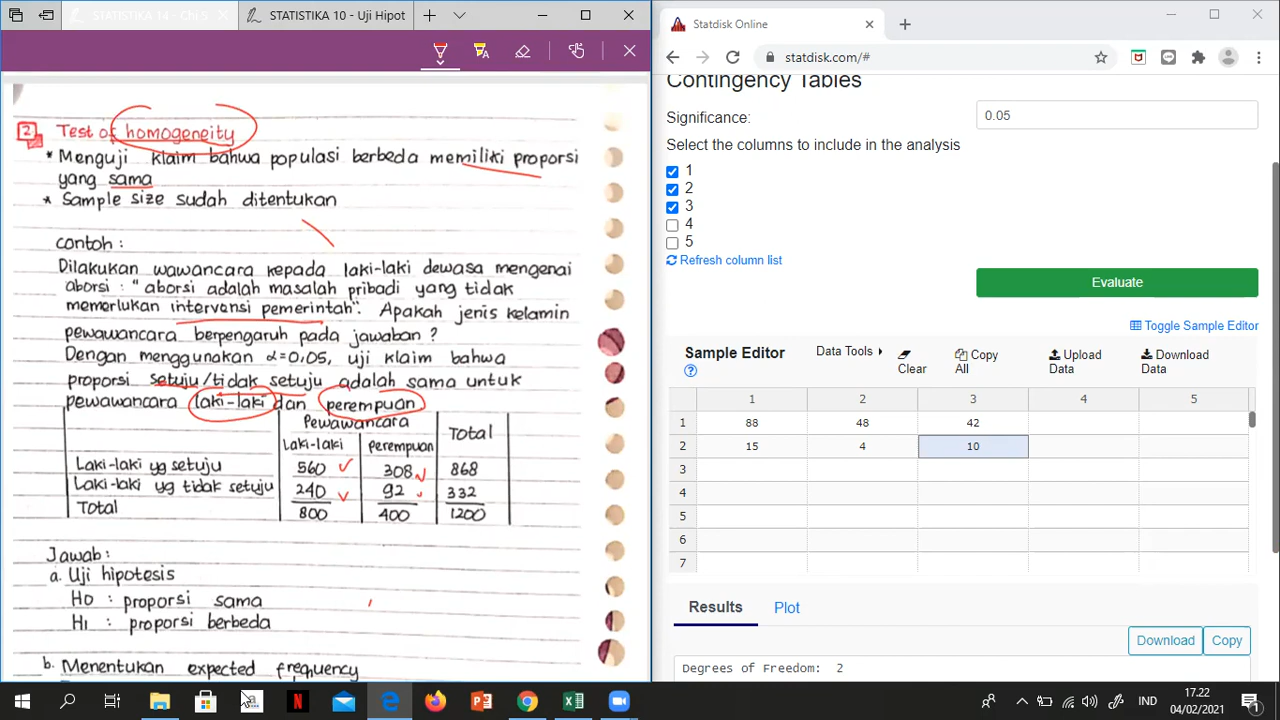 STATISTIKA 14 - Chi S
STATISTIKA 10 - Uji Hipot
2 Test of homogeneity
* Menguji klaim bahwa populasi berbeda memiliki proporsi
yang sama
* Sample size sudah ditentukan
contoh :
Dilakukan wawancara kepada laki-laki dewasa mengenai
aborsi : "aborsi adalah masalah pribadi yang tidak
memerlukan intervensi pemerintah". Apakah jenis kelamin
pewawancara berpengaruh pada jawaban ?
Dengan menggunakan α=0,05, uji klaim bahwa
proporsi setuju/tidak setuju adalah sama untuk
pewawancara laki-laki dan perempuan
Pewawancara
Laki-laki perempuan Total
Laki-laki yg setuju 560 308 868
Laki-laki yg tidak setuju 240 92 332
Total 800 400 1200
Jawab :
a. Uji hipotesis
H0 : proporsi sama
H1 : proporsi berbeda
b. Menentukan expected frequency
Statdisk Online
statdisk.com/#
Contingency Tables
Significance:
0.05
Select the columns to include in the analysis
1
2
3
4
5
Refresh column list
Evaluate
Toggle Sample Editor
Sample Editor
Data Tools
Clear
Copy All
Upload Data
Download Data
1 2 3 4 5
1 88 48 42
2 15 4 10
3
4
5
6
7
Results Plot
Download Copy
Degrees of Freedom: 2
IND
17.22
04/02/2021